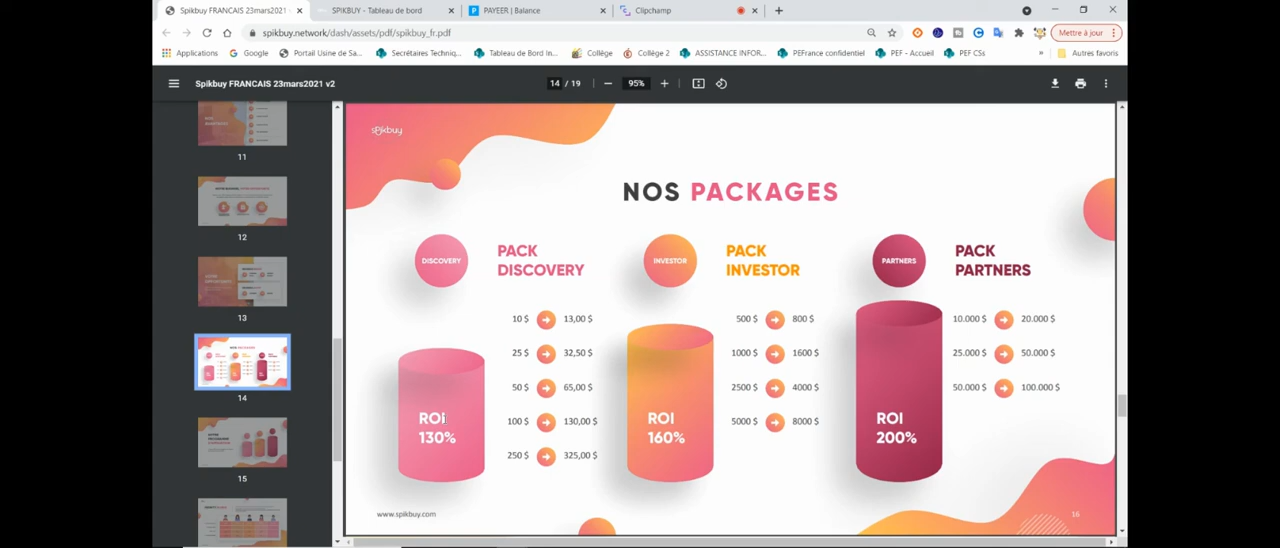 Spikbuy FRANCAIS 23mars2021
SPIKBUY - Tableau de bord
PAYEER | Balance
Clipchamp
spikbuy.network/dash/assets/pdf/spikbuy_fr.pdf
Mettre à jour
Applications
Google
Portail Usine de Sa...
Secrétaires Techniq...
Tableau de Bord In...
Collège
Collège 2
ASSISTANCE INFOR...
PEFrance confidentiel
PEF - Accueil
PEF CSs
»
Autres favoris
Spikbuy FRANCAIS 23mars2021 v2
14 / 19
95%
11
12
13
14
15
spikbuy
NOS PACKAGES
DISCOVERY
PACK
DISCOVERY
10 $ 13,00 $
25 $ 32,50 $
50 $ 65,00 $
100 $ 130,00 $
250 $ 325,00 $
ROI
130%
INVESTOR
PACK
INVESTOR
500 $ 800 $
1000 $ 1600 $
2500 $ 4000 $
5000 $ 8000 $
ROI
160%
PARTNERS
PACK
PARTNERS
10.000 $ 20.000 $
25.000 $ 50.000 $
50.000 $ 100.000 $
ROI
200%
www.spikbuy.com
16